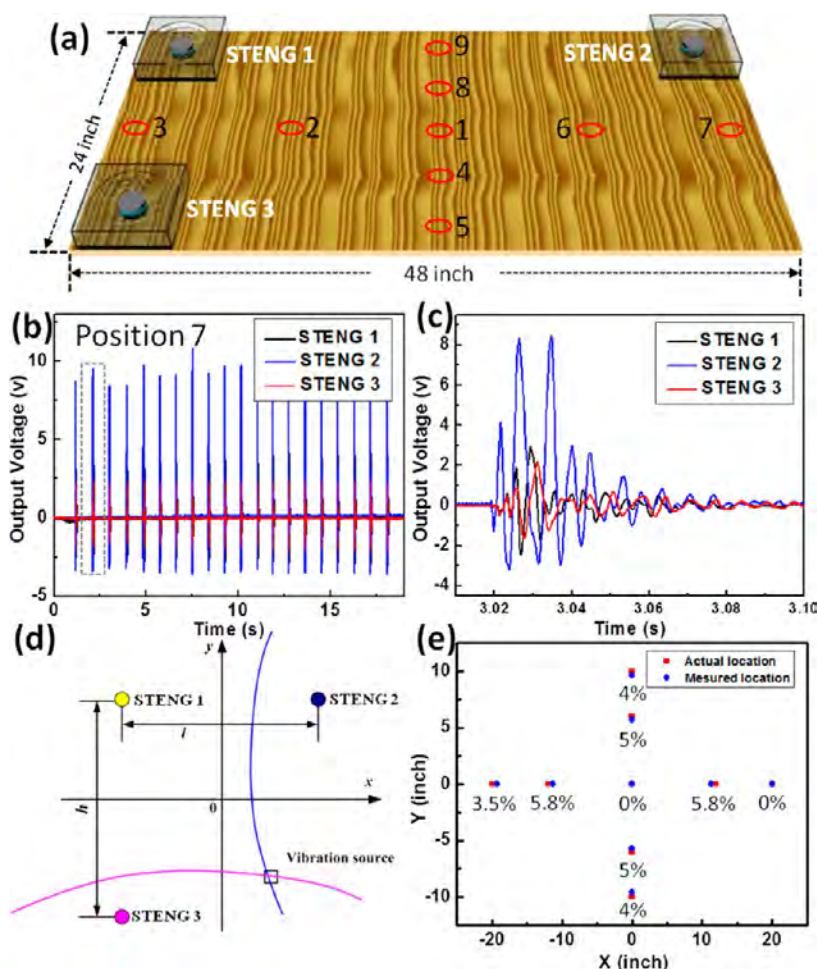 (a)
STENG 1
STENG 2
9
8
3
2
1
6
7
4
STENG 3
5
24 inch
48 inch
(b)
Position 7
STENG 1
STENG 2
STENG 3
10
5
0
-5
Output Voltage (v)
0 5 10 15
Time (s)
(c)
STENG 1
STENG 2
STENG 3
8
6
4
2
0
-2
-4
Output Voltage (v)
3.02 3.04 3.06 3.08 3.10
Time (s)
(d)
y
STENG 1
STENG 2
l
x
0
h
Vibration source
STENG 3
(e)
Actual location
Mesured location
10
5
0
-5
-10
Y (inch)
4%
5%
3.5% 5.8% 0% 5.8% 0%
5%
4%
-20 -10 0 10 20
X (inch)